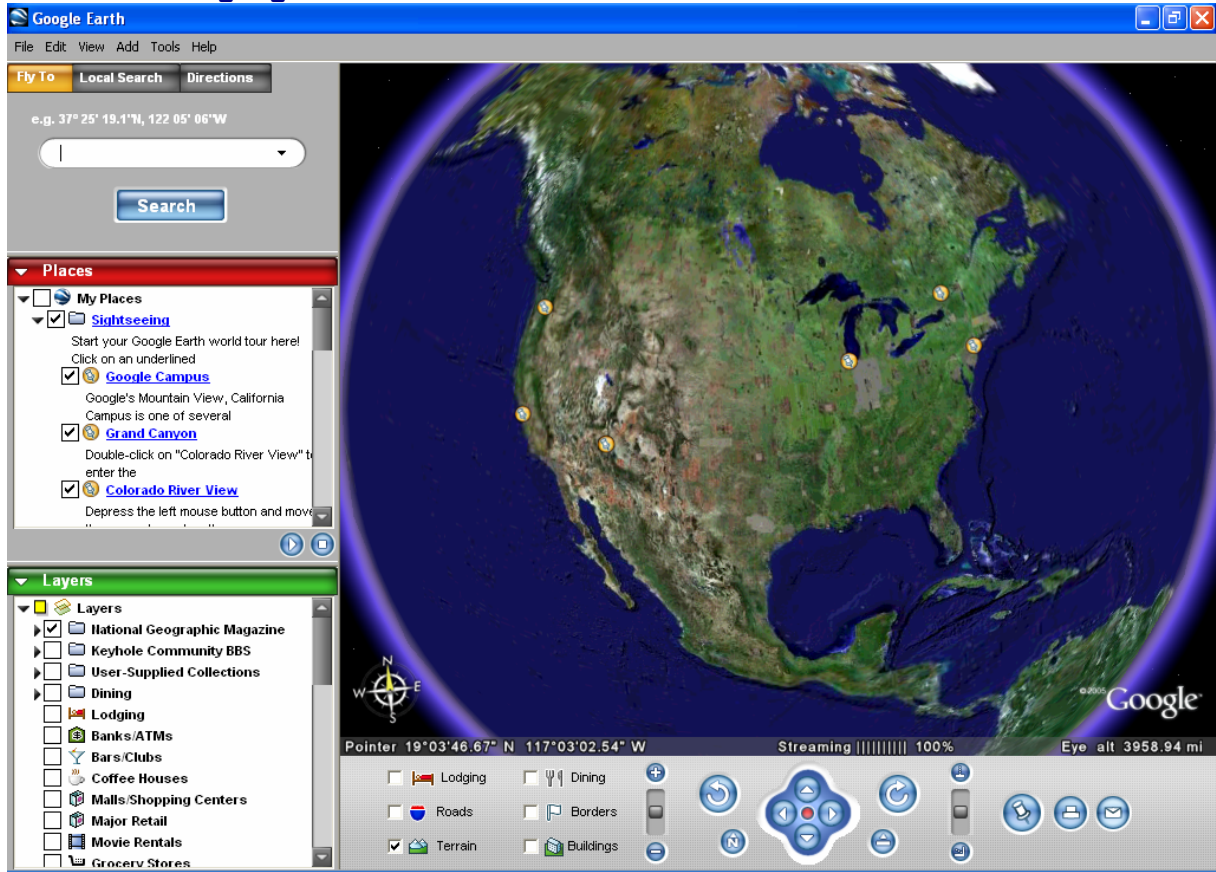 Google Earth
File Edit View Add Tools Help
Fly To Local Search Directions
e.g. 37° 25' 19.1"N, 122 05' 06"W
Search
Places
My Places
Sightseeing
Start your Google Earth world tour here!
Click on an underlined
Google Campus
Google's Mountain View, California
Campus is one of several
Grand Canyon
Double-click on "Colorado River View" to
enter the
Colorado River View
Depress the left mouse button and move
Layers
Layers
National Geographic Magazine
Keyhole Community BBS
User-Supplied Collections
Dining
Lodging
Banks/ATMs
Bars/Clubs
Coffee Houses
Malls/Shopping Centers
Major Retail
Movie Rentals
Grocery Stores
N
W E
S
©2005 Google
Pointer 19°03'46.67" N 117°03'02.54" W Streaming |||||||||| 100% Eye alt 3958.94 mi
Lodging Dining
Roads Borders
Terrain Buildings
N